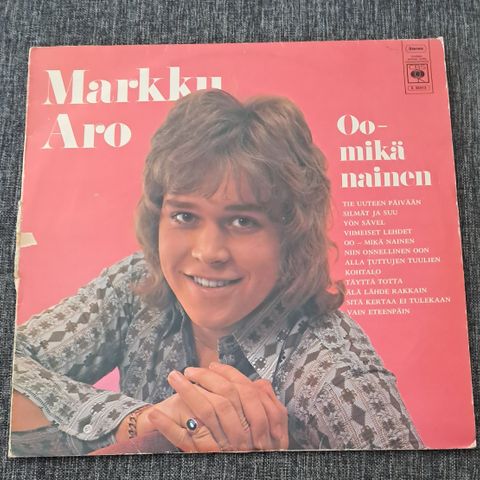 Markku
Aro
Stereo
CBS
Oo-
mikä
nainen
TIE UUTEEN PÄIVÄÄN
SILMÄT JA SUU
YÖN SÄVEL
VIIMEISET LEHDET
OO – MIKÄ NAINEN
NIIN ONNELLINEN OON
ALLA TUTTUJEN TUULIEN
KOHTALO
TÄYTTÄ TOTTA
ÄLÄ LÄHDE RAKKAIN
SITÄ KERTAA EI TULEKAAN
VAIN ETEENPÄIN